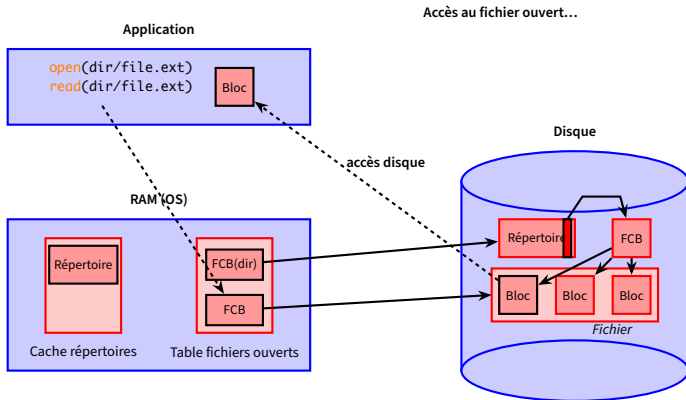 Accès au fichier ouvert…
Application
open(dir/file.ext)
read(dir/file.ext)
Bloc
accès disque
Disque
RAM (OS)
Répertoire
FCB(dir)
FCB
Cache répertoires
Table fichiers ouverts
Répertoire
FCB
Bloc
Bloc
Bloc
Fichier